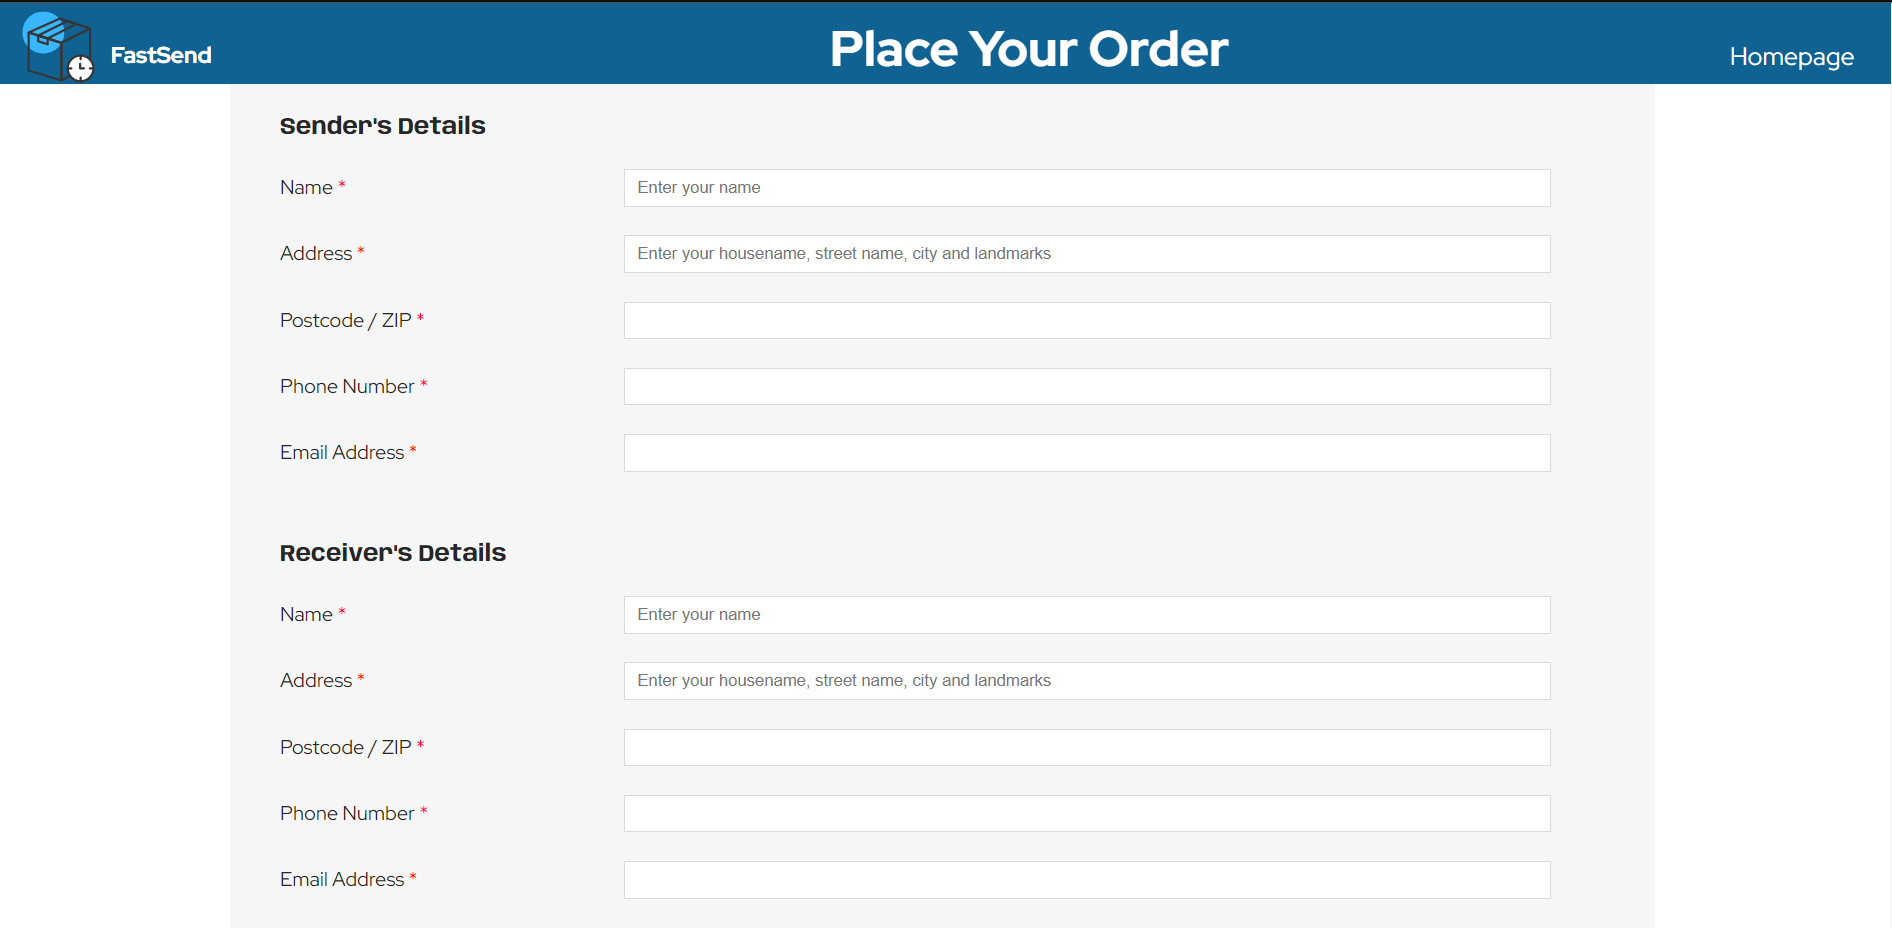 FastSend
Place Your Order
Homepage
Sender's Details
Name *
Enter your name
Address *
Enter your housename, street name, city and landmarks
Postcode / ZIP *
Phone Number *
Email Address *
Receiver's Details
Name *
Enter your name
Address *
Enter your housename, street name, city and landmarks
Postcode / ZIP *
Phone Number *
Email Address *